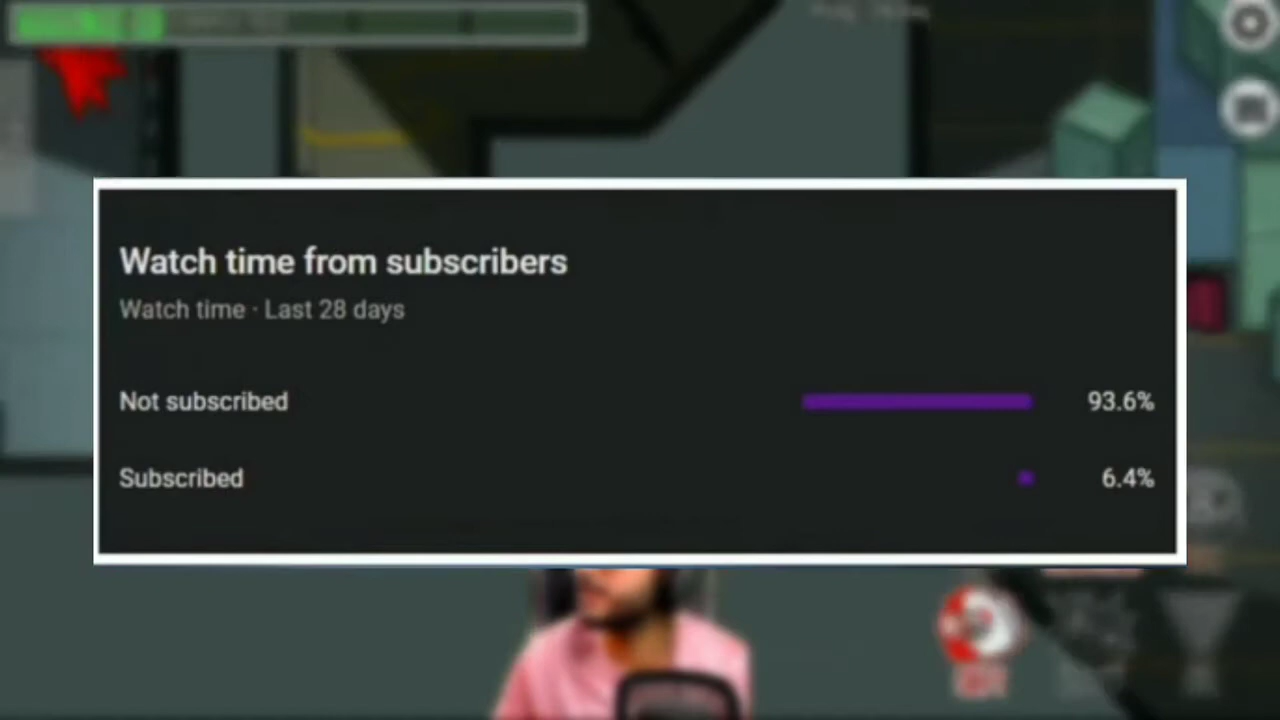 Watch time from subscribers
Watch time · Last 28 days
Not subscribed
93.6%
Subscribed
6.4%